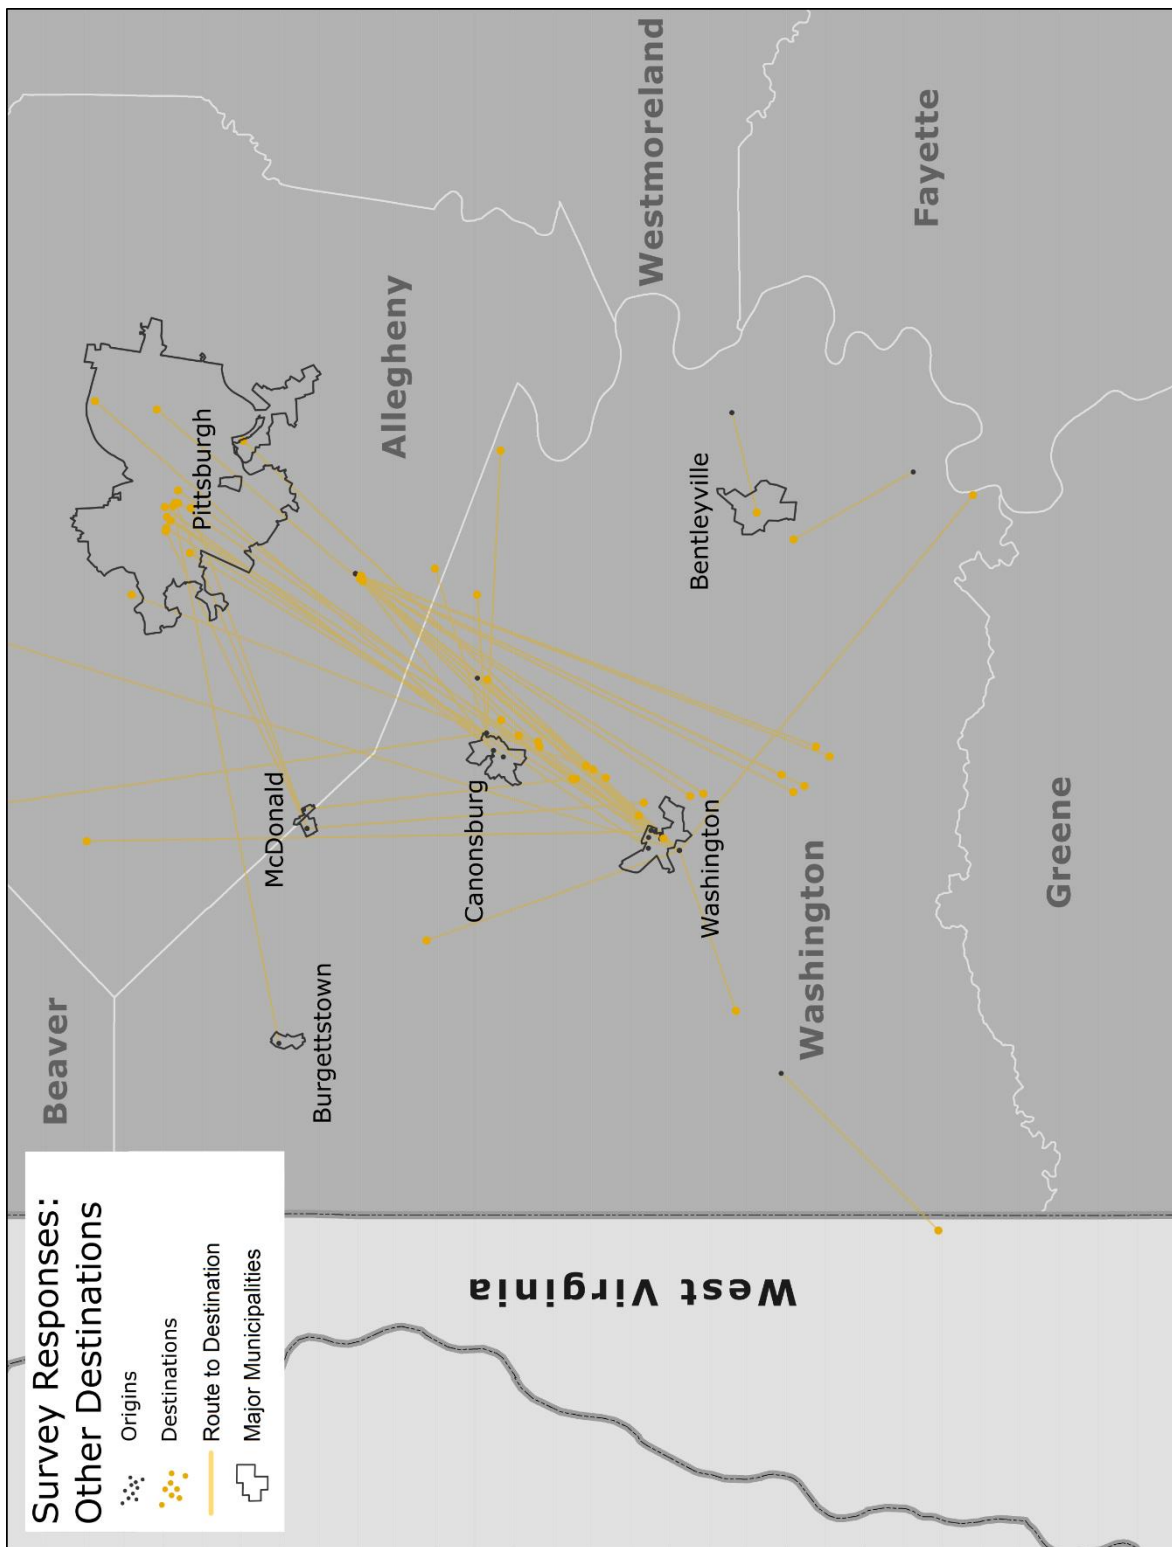 Survey Responses:
Other Destinations
Origins
Destinations
Route to Destination
Major Municipalities
Beaver
Burgettstown
McDonald
Pittsburgh
Allegheny
Canonsburg
Westmoreland
Bentleyville
Washington
Washington
Fayette
Greene
West Virginia